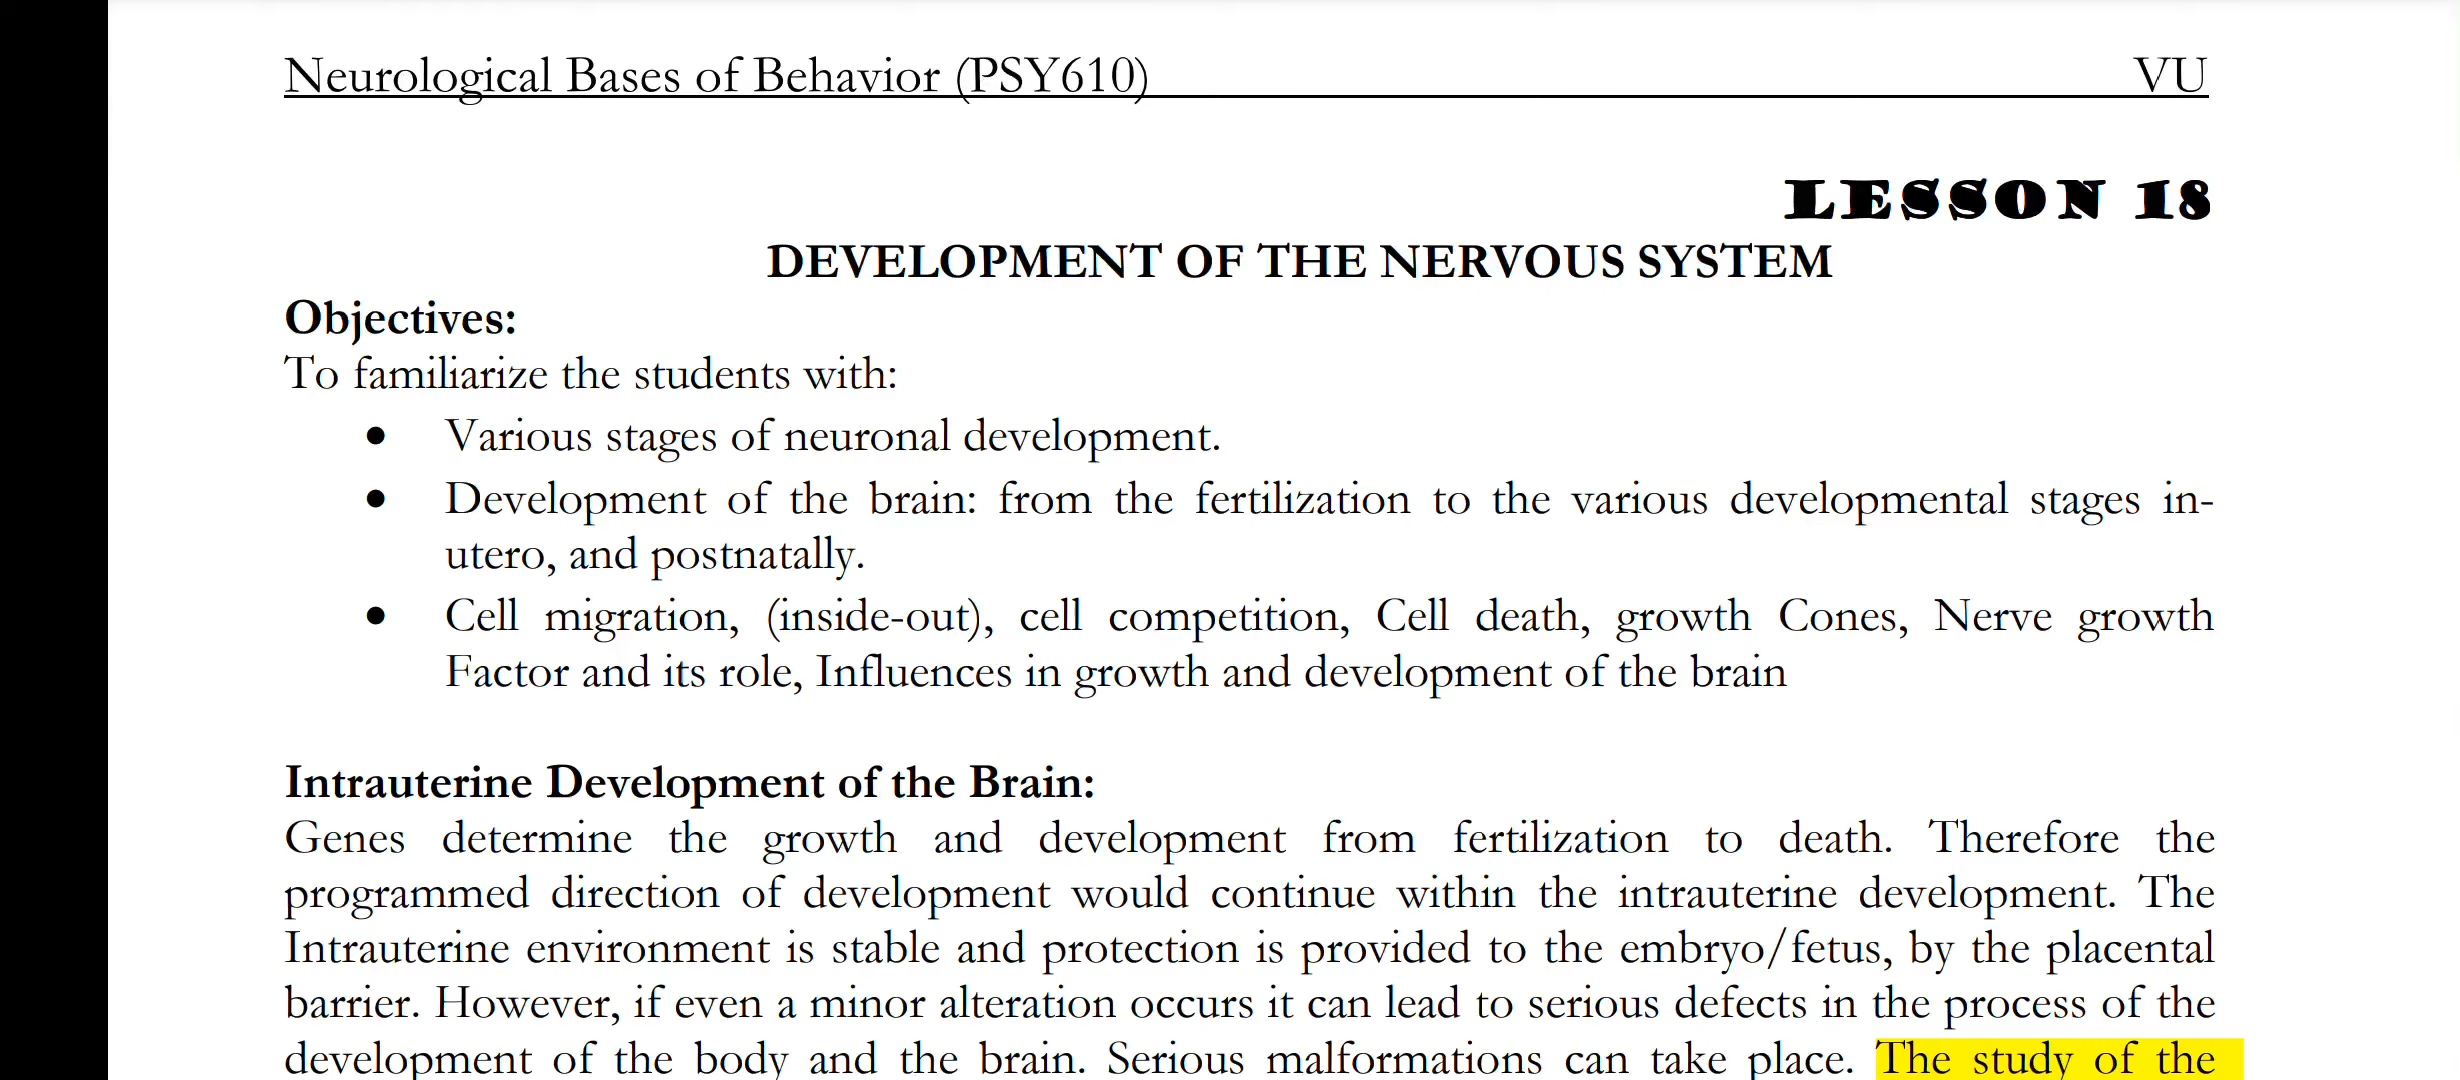 Neurological Bases of Behavior (PSY610) VU
LESSON 18
DEVELOPMENT OF THE NERVOUS SYSTEM
Objectives:
To familiarize the students with:
• Various stages of neuronal development.
• Development of the brain: from the fertilization to the various developmental stages in-
utero, and postnatally.
• Cell migration, (inside-out), cell competition, Cell death, growth Cones, Nerve growth
Factor and its role, Influences in growth and development of the brain
Intrauterine Development of the Brain:
Genes determine the growth and development from fertilization to death. Therefore the
programmed direction of development would continue within the intrauterine development. The
Intrauterine environment is stable and protection is provided to the embryo/fetus, by the placental
barrier. However, if even a minor alteration occurs it can lead to serious defects in the process of the
development of the body and the brain. Serious malformations can take place. The study of the